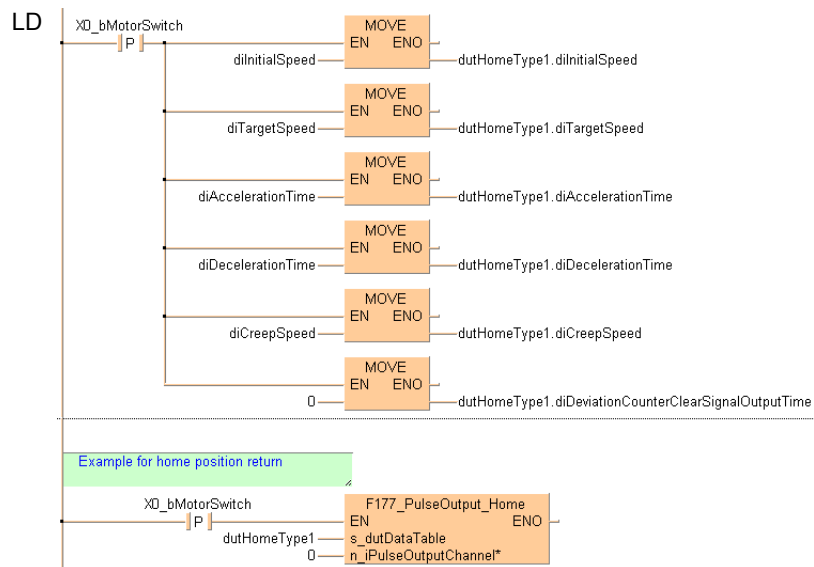 LD
X0_bMotorSwitch
P
MOVE
EN ENO
diInitialSpeed dutHomeType1.diInitialSpeed
MOVE
EN ENO
diTargetSpeed dutHomeType1.diTargetSpeed
MOVE
EN ENO
diAccelerationTime dutHomeType1.diAccelerationTime
MOVE
EN ENO
diDecelerationTime dutHomeType1.diDecelerationTime
MOVE
EN ENO
diCreepSpeed dutHomeType1.diCreepSpeed
MOVE
EN ENO
0 dutHomeType1.diDeviationCounterClearSignalOutputTime
Example for home position return
X0_bMotorSwitch F177_PulseOutput_Home
P EN ENO
dutHomeType1 s_dutDataTable
0 n_iPulseOutputChannel*